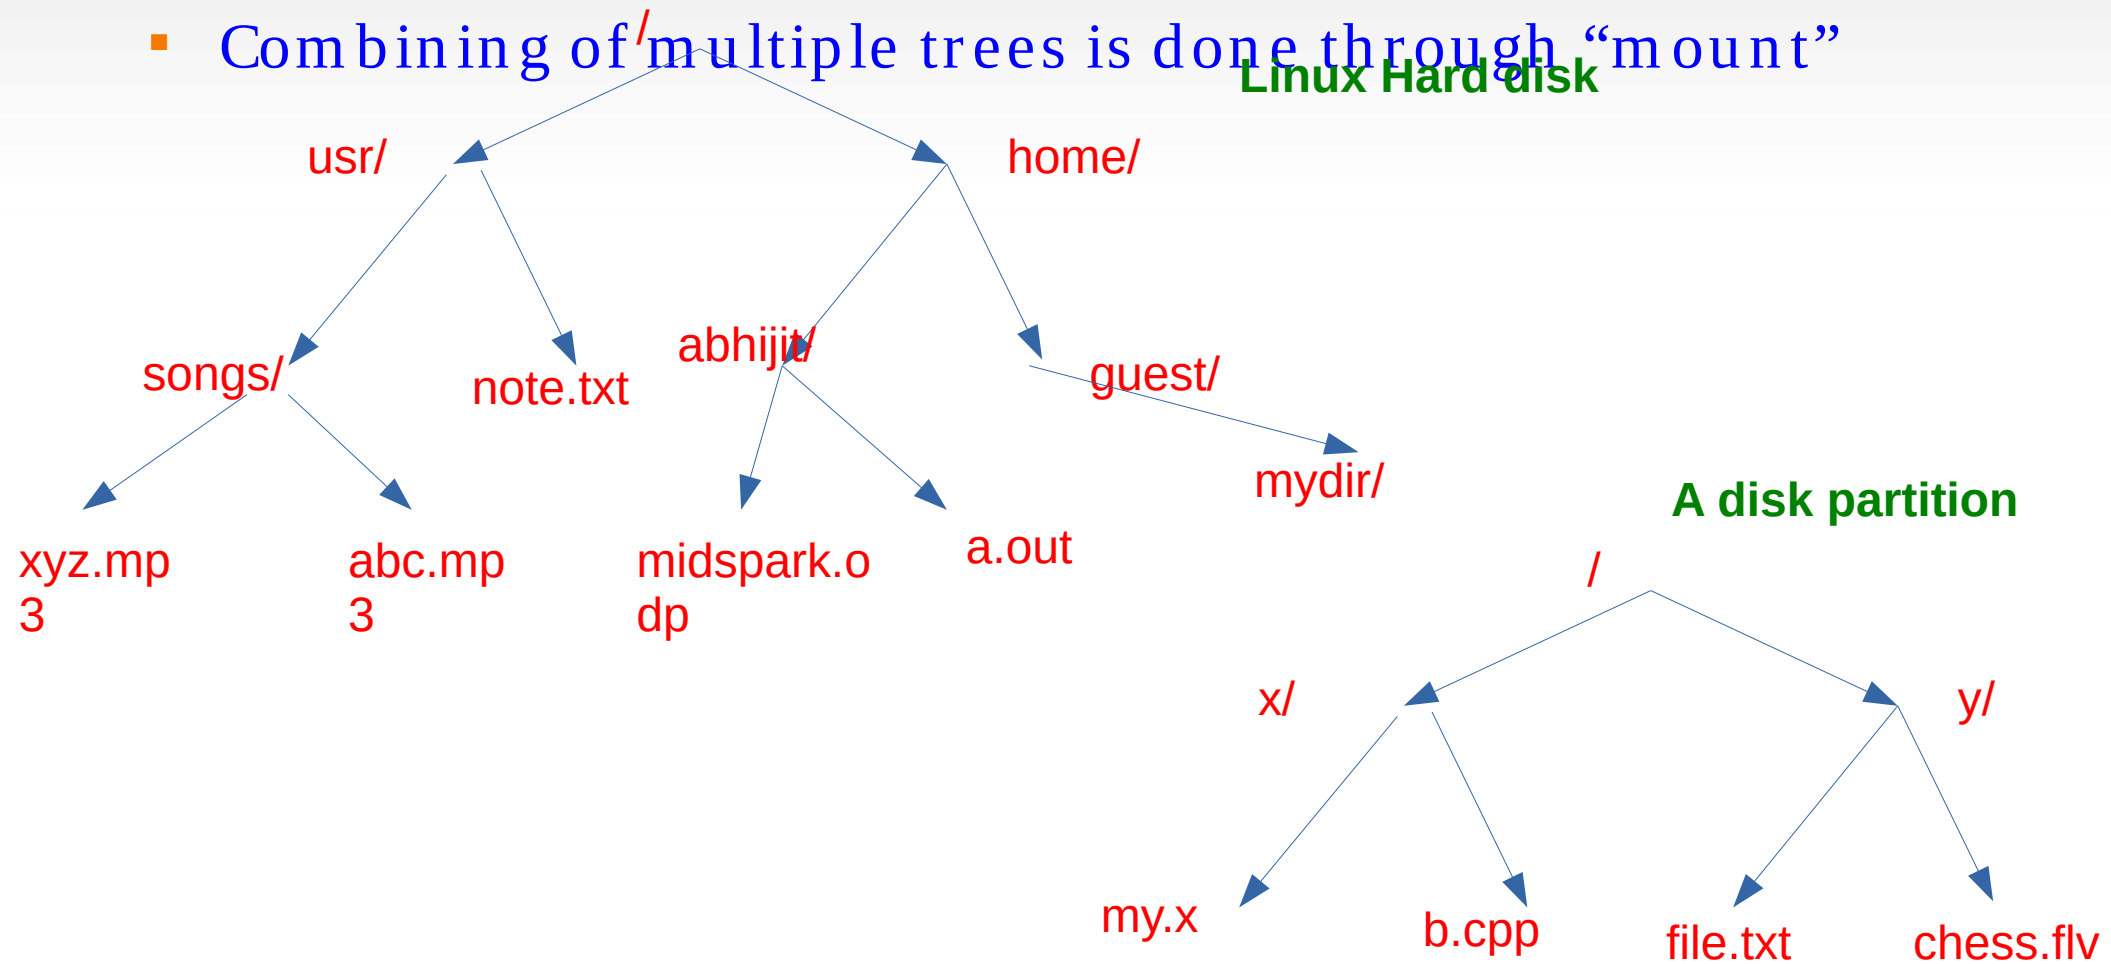 /
Combining of multiple trees is done through “mount”
Linux Hard disk
usr/
home/
abhijit/
songs/
note.txt
guest/
mydir/
A disk partition
xyz.mp
3
abc.mp
3
midspark.o
dp
a.out
/
x/
y/
my.x
b.cpp
file.txt
chess.flv